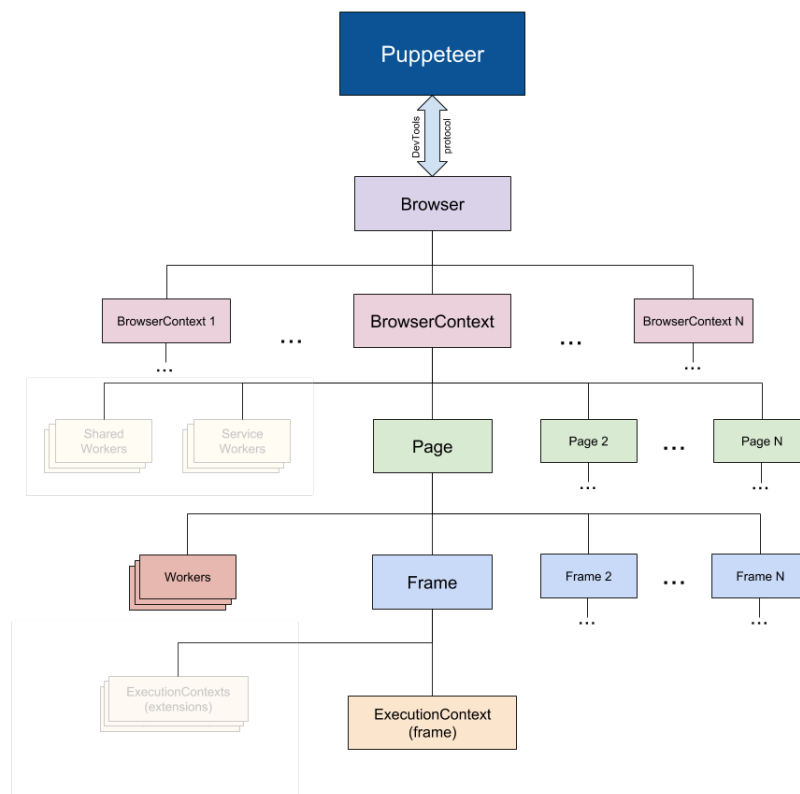 Puppeteer
DevTools
protocol
Browser
BrowserContext 1
...
BrowserContext
...
BrowserContext N
...
...
Shared
Workers
Service
Workers
Page
Page 2
...
Page N
...
...
Workers
Frame
Frame 2
...
Frame N
...
...
ExecutionContexts
(extensions)
ExecutionContext
(frame)